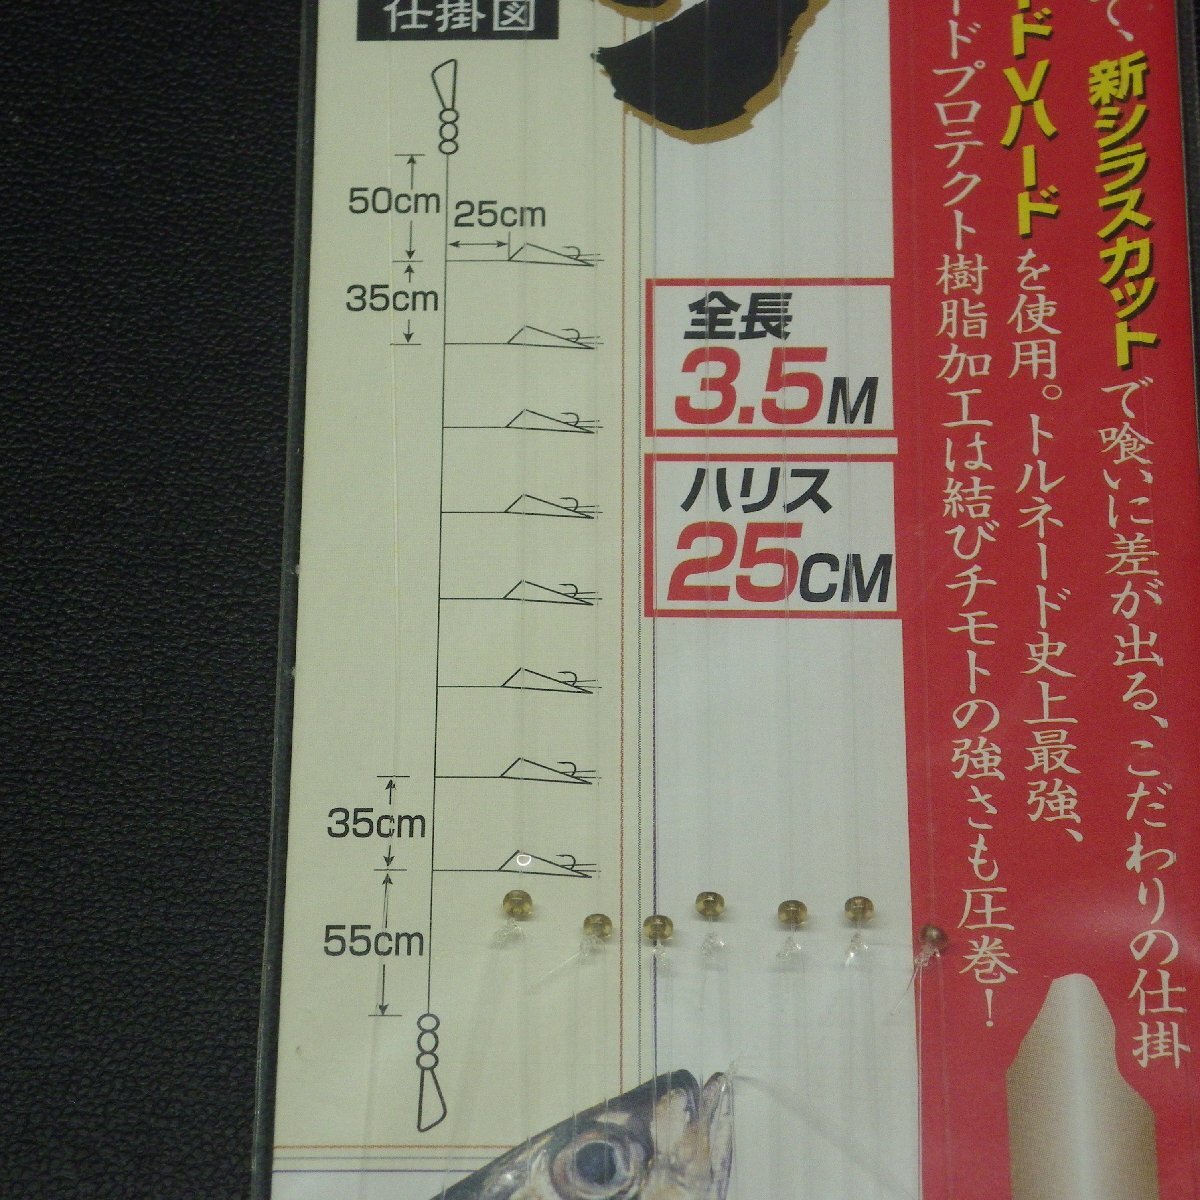 仕掛図
50cm
25cm
35cm
35cm
55cm
全長
3.5M
ハリス
25CM
て、新シラスカットで喰いに差が出る、こだわりの仕掛
ードVハードを使用。トルネード史上最強、
ードプロテクト樹脂加工は結びチモトの強さも圧巻！